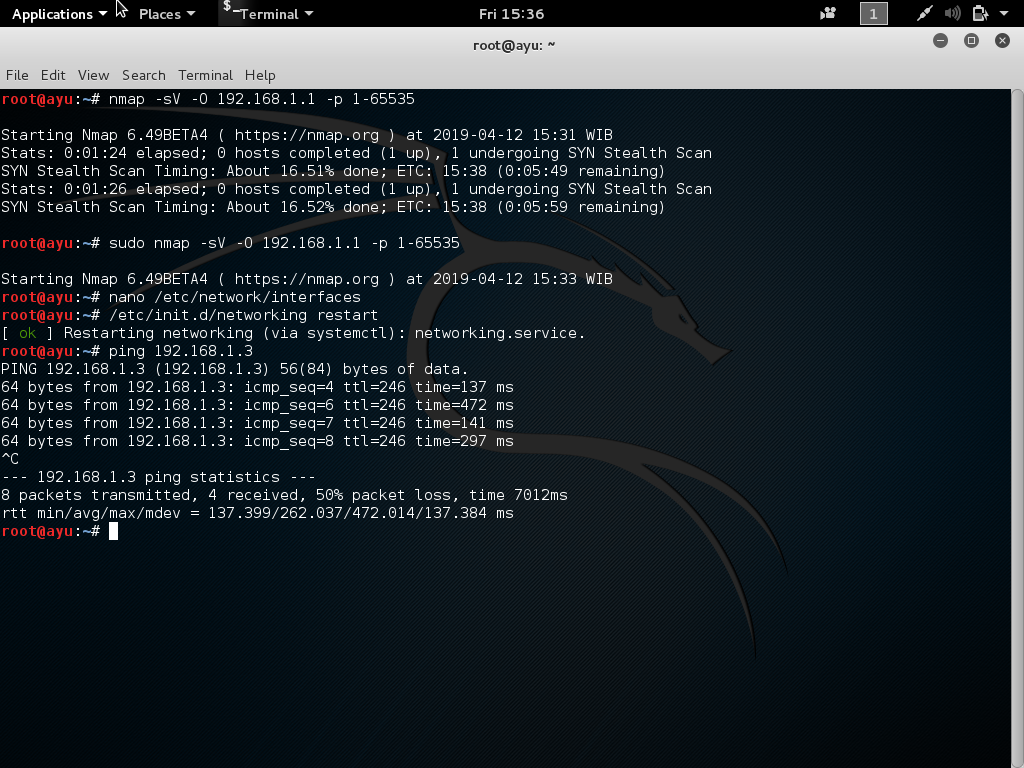 Applications Places $_Terminal Fri 15:36 1
root@ayu: ~
File Edit View Search Terminal Help
root@ayu:~# nmap -sV -O 192.168.1.1 -p 1-65535
Starting Nmap 6.49BETA4 ( https://nmap.org ) at 2019-04-12 15:31 WIB
Stats: 0:01:24 elapsed; 0 hosts completed (1 up), 1 undergoing SYN Stealth Scan
SYN Stealth Scan Timing: About 16.51% done; ETC: 15:38 (0:05:49 remaining)
Stats: 0:01:26 elapsed; 0 hosts completed (1 up), 1 undergoing SYN Stealth Scan
SYN Stealth Scan Timing: About 16.52% done; ETC: 15:38 (0:05:59 remaining)
root@ayu:~# sudo nmap -sV -O 192.168.1.1 -p 1-65535
Starting Nmap 6.49BETA4 ( https://nmap.org ) at 2019-04-12 15:33 WIB
root@ayu:~# nano /etc/network/interfaces
root@ayu:~# /etc/init.d/networking restart
[ ok ] Restarting networking (via systemctl): networking.service.
root@ayu:~# ping 192.168.1.3
PING 192.168.1.3 (192.168.1.3) 56(84) bytes of data.
64 bytes from 192.168.1.3: icmp_seq=4 ttl=246 time=137 ms
64 bytes from 192.168.1.3: icmp_seq=6 ttl=246 time=472 ms
64 bytes from 192.168.1.3: icmp_seq=7 ttl=246 time=141 ms
64 bytes from 192.168.1.3: icmp_seq=8 ttl=246 time=297 ms
^C
--- 192.168.1.3 ping statistics ---
8 packets transmitted, 4 received, 50% packet loss, time 7012ms
rtt min/avg/max/mdev = 137.399/262.037/472.014/137.384 ms
root@ayu:~#